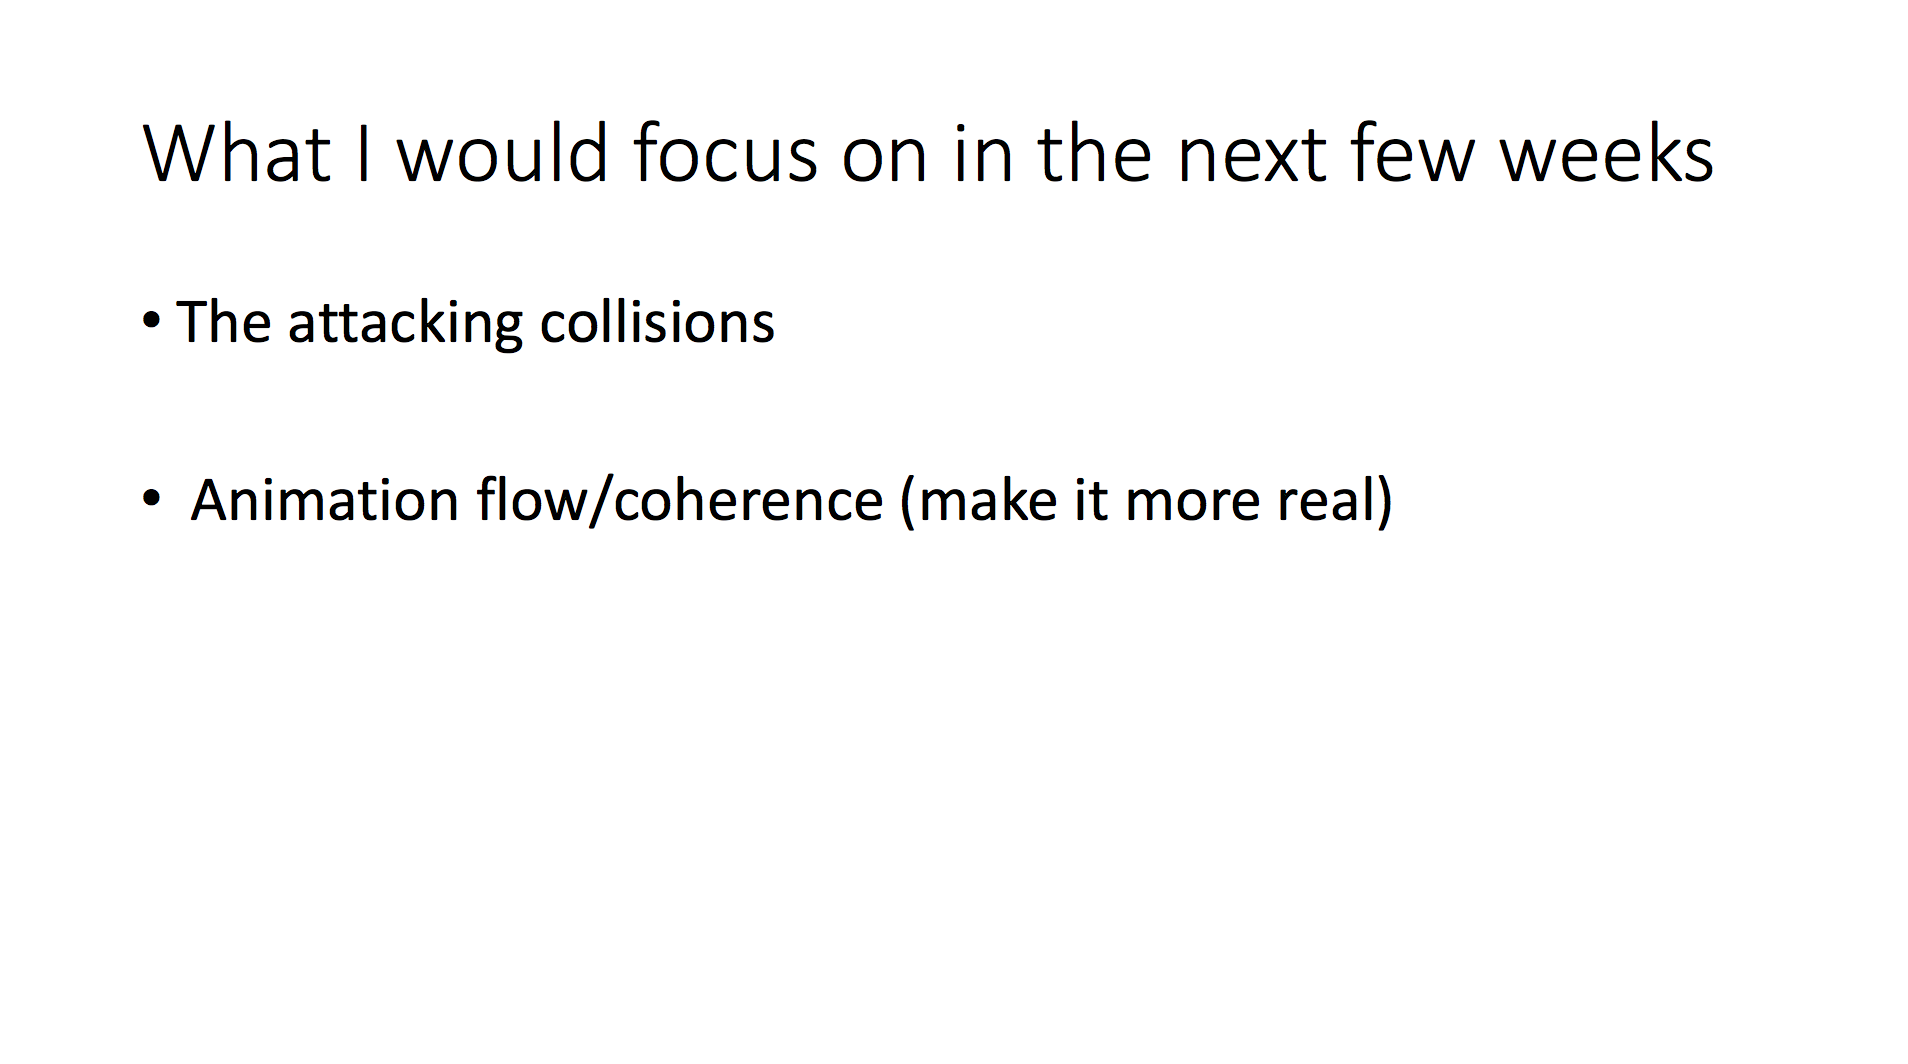 What I would focus on in the next few weeks
• The attacking collisions
• Animation flow/coherence (make it more real)